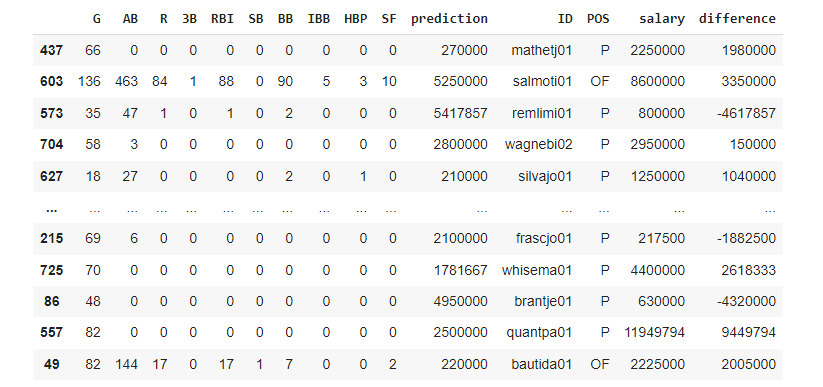 G AB R 3B RBI SB BB IBB HBP SF prediction ID POS salary difference
437 66 0 0 0 0 0 0 0 0 0 270000 mathetj01 P 2250000 1980000
603 136 463 84 1 88 0 90 5 3 10 5250000 salmoti01 OF 8600000 3350000
573 35 47 1 0 1 0 2 0 0 0 5417857 remlimi01 P 800000 -4617857
704 58 3 0 0 0 0 0 0 0 0 2800000 wagnebi02 P 2950000 150000
627 18 27 0 0 0 0 2 0 1 0 210000 silvajo01 P 1250000 1040000
... ... ... ... ... ... ... ... ... ... ... ... ... ... ... ...
215 69 6 0 0 0 0 0 0 0 0 2100000 frascjo01 P 217500 -1882500
725 70 0 0 0 0 0 0 0 0 0 1781667 whisema01 P 4400000 2618333
86 48 0 0 0 0 0 0 0 0 0 4950000 brantje01 P 630000 -4320000
557 82 0 0 0 0 0 0 0 0 0 2500000 quantpa01 P 11949794 9449794
49 82 144 17 0 17 1 7 0 0 2 220000 bautida01 OF 2225000 2005000